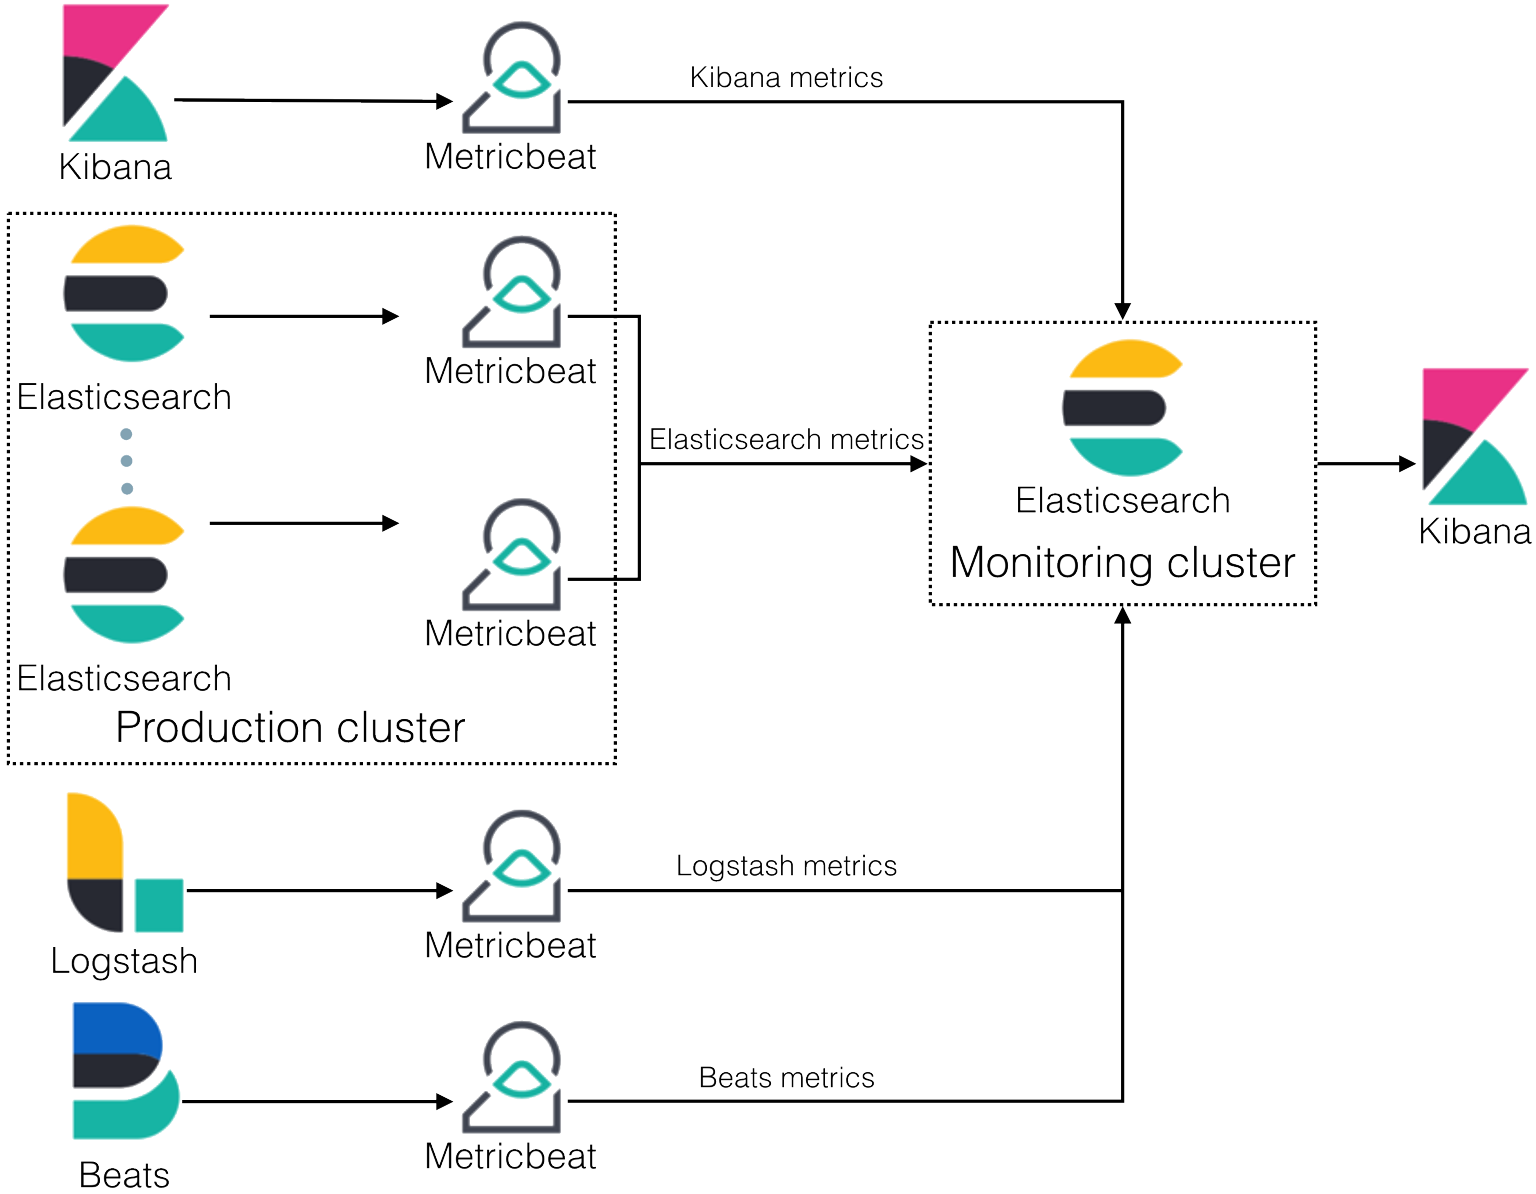 Kibana
Metricbeat
Kibana metrics
Elasticsearch
Metricbeat
Elasticsearch
Metricbeat
Production cluster
Elasticsearch metrics
Elasticsearch
Monitoring cluster
Kibana
Logstash
Metricbeat
Logstash metrics
Beats
Metricbeat
Beats metrics